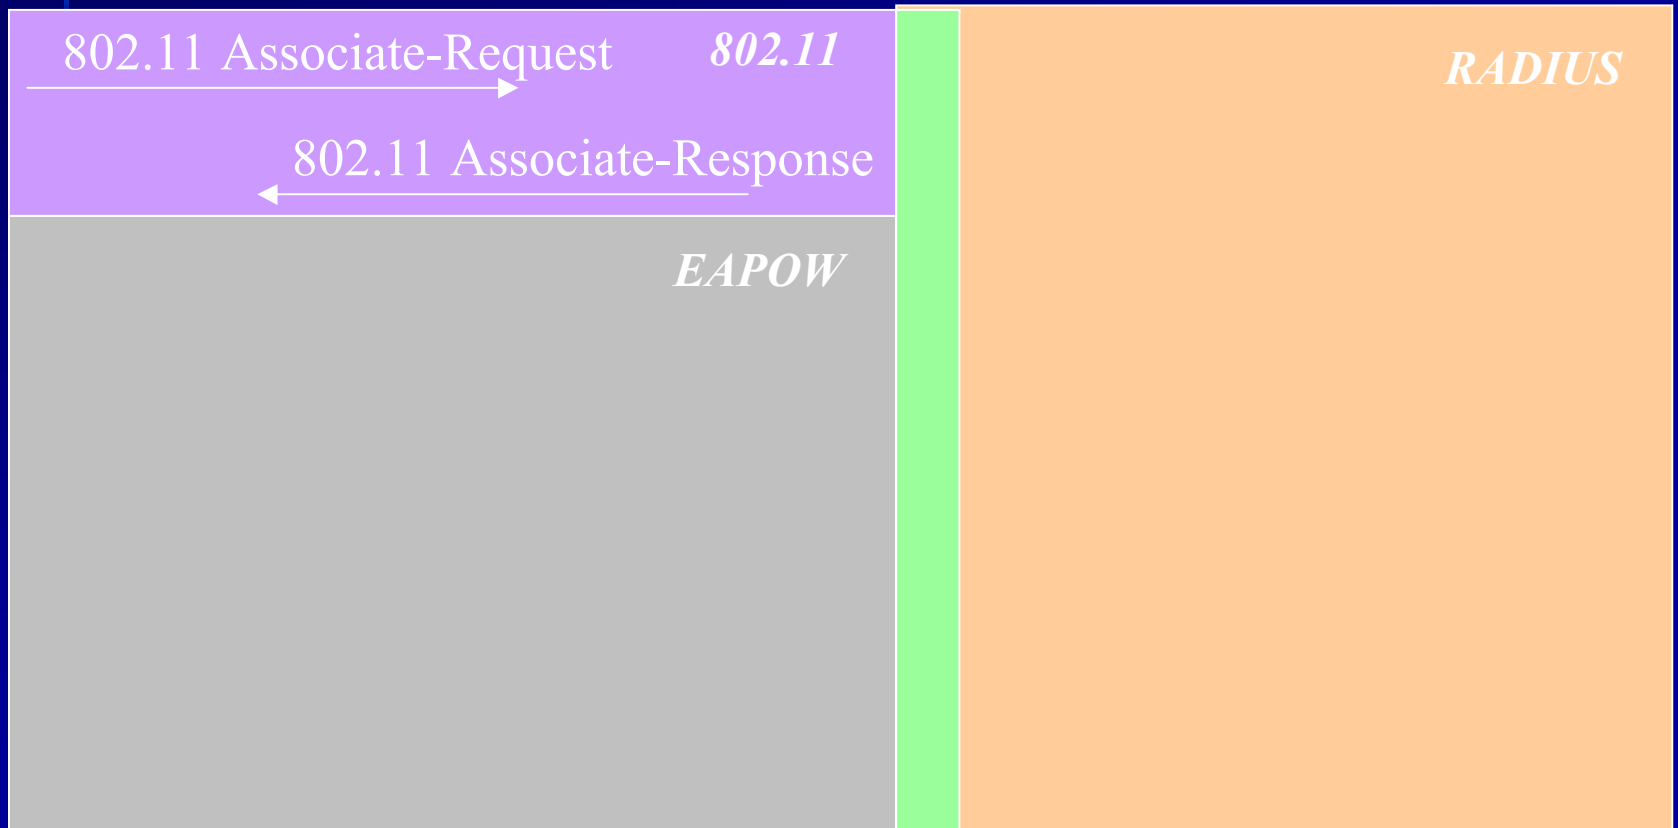 802.11 Associate-Request
802.11
RADIUS
802.11 Associate-Response
EAPOW